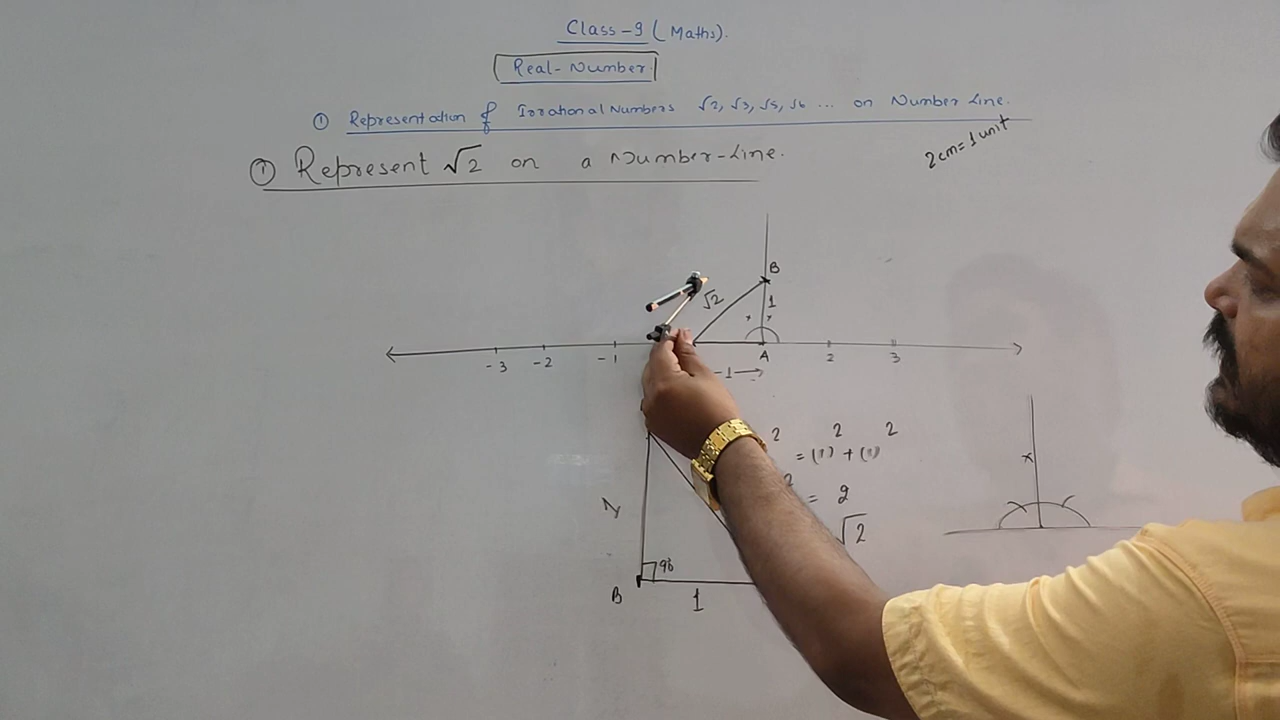 Class-9 (Maths).
Real-Number
① Representation of Irrational Numbers √2, √3, √5, √6 ... on Number Line.
① Represent √2 on a Number-Line.
2cm = 1 unit
B
√2
1
x x
-3 -2 -1 A 2 3
-1→
2 2 2
= (1) + (1)
2 = 2
√2
x
1
90
B 1